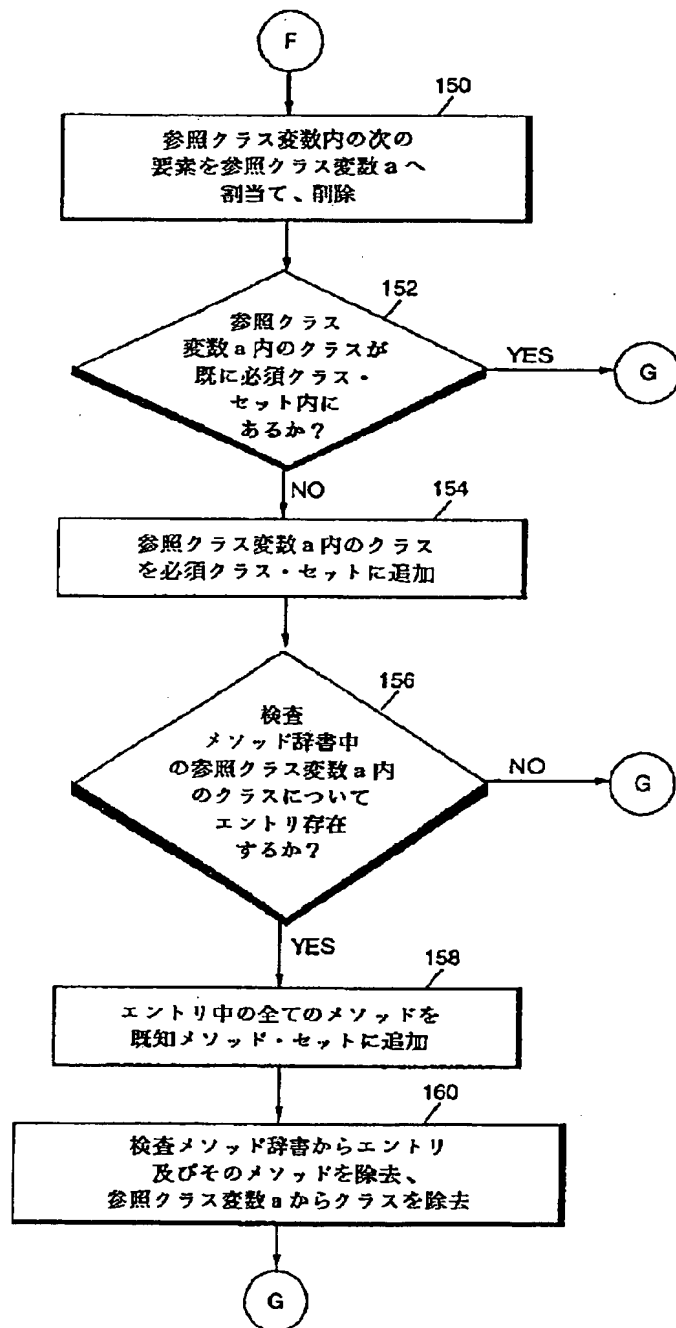 F
150
参照クラス変数内の次の
要素を参照クラス変数aへ
割当て、削除
152
参照クラス
変数a内のクラスが
既に必須クラス・
セット内に
あるか？
YES
G
NO
154
参照クラス変数a内のクラス
を必須クラス・セットに追加
156
検査
メソッド辞書中
の参照クラス変数a内
のクラスについて
エントリ存在
するか？
NO
G
YES
158
エントリ中の全てのメソッドを
既知メソッド・セットに追加
160
検査メソッド辞書からエントリ
及びそのメソッドを除去、
参照クラス変数aからクラスを除去
G